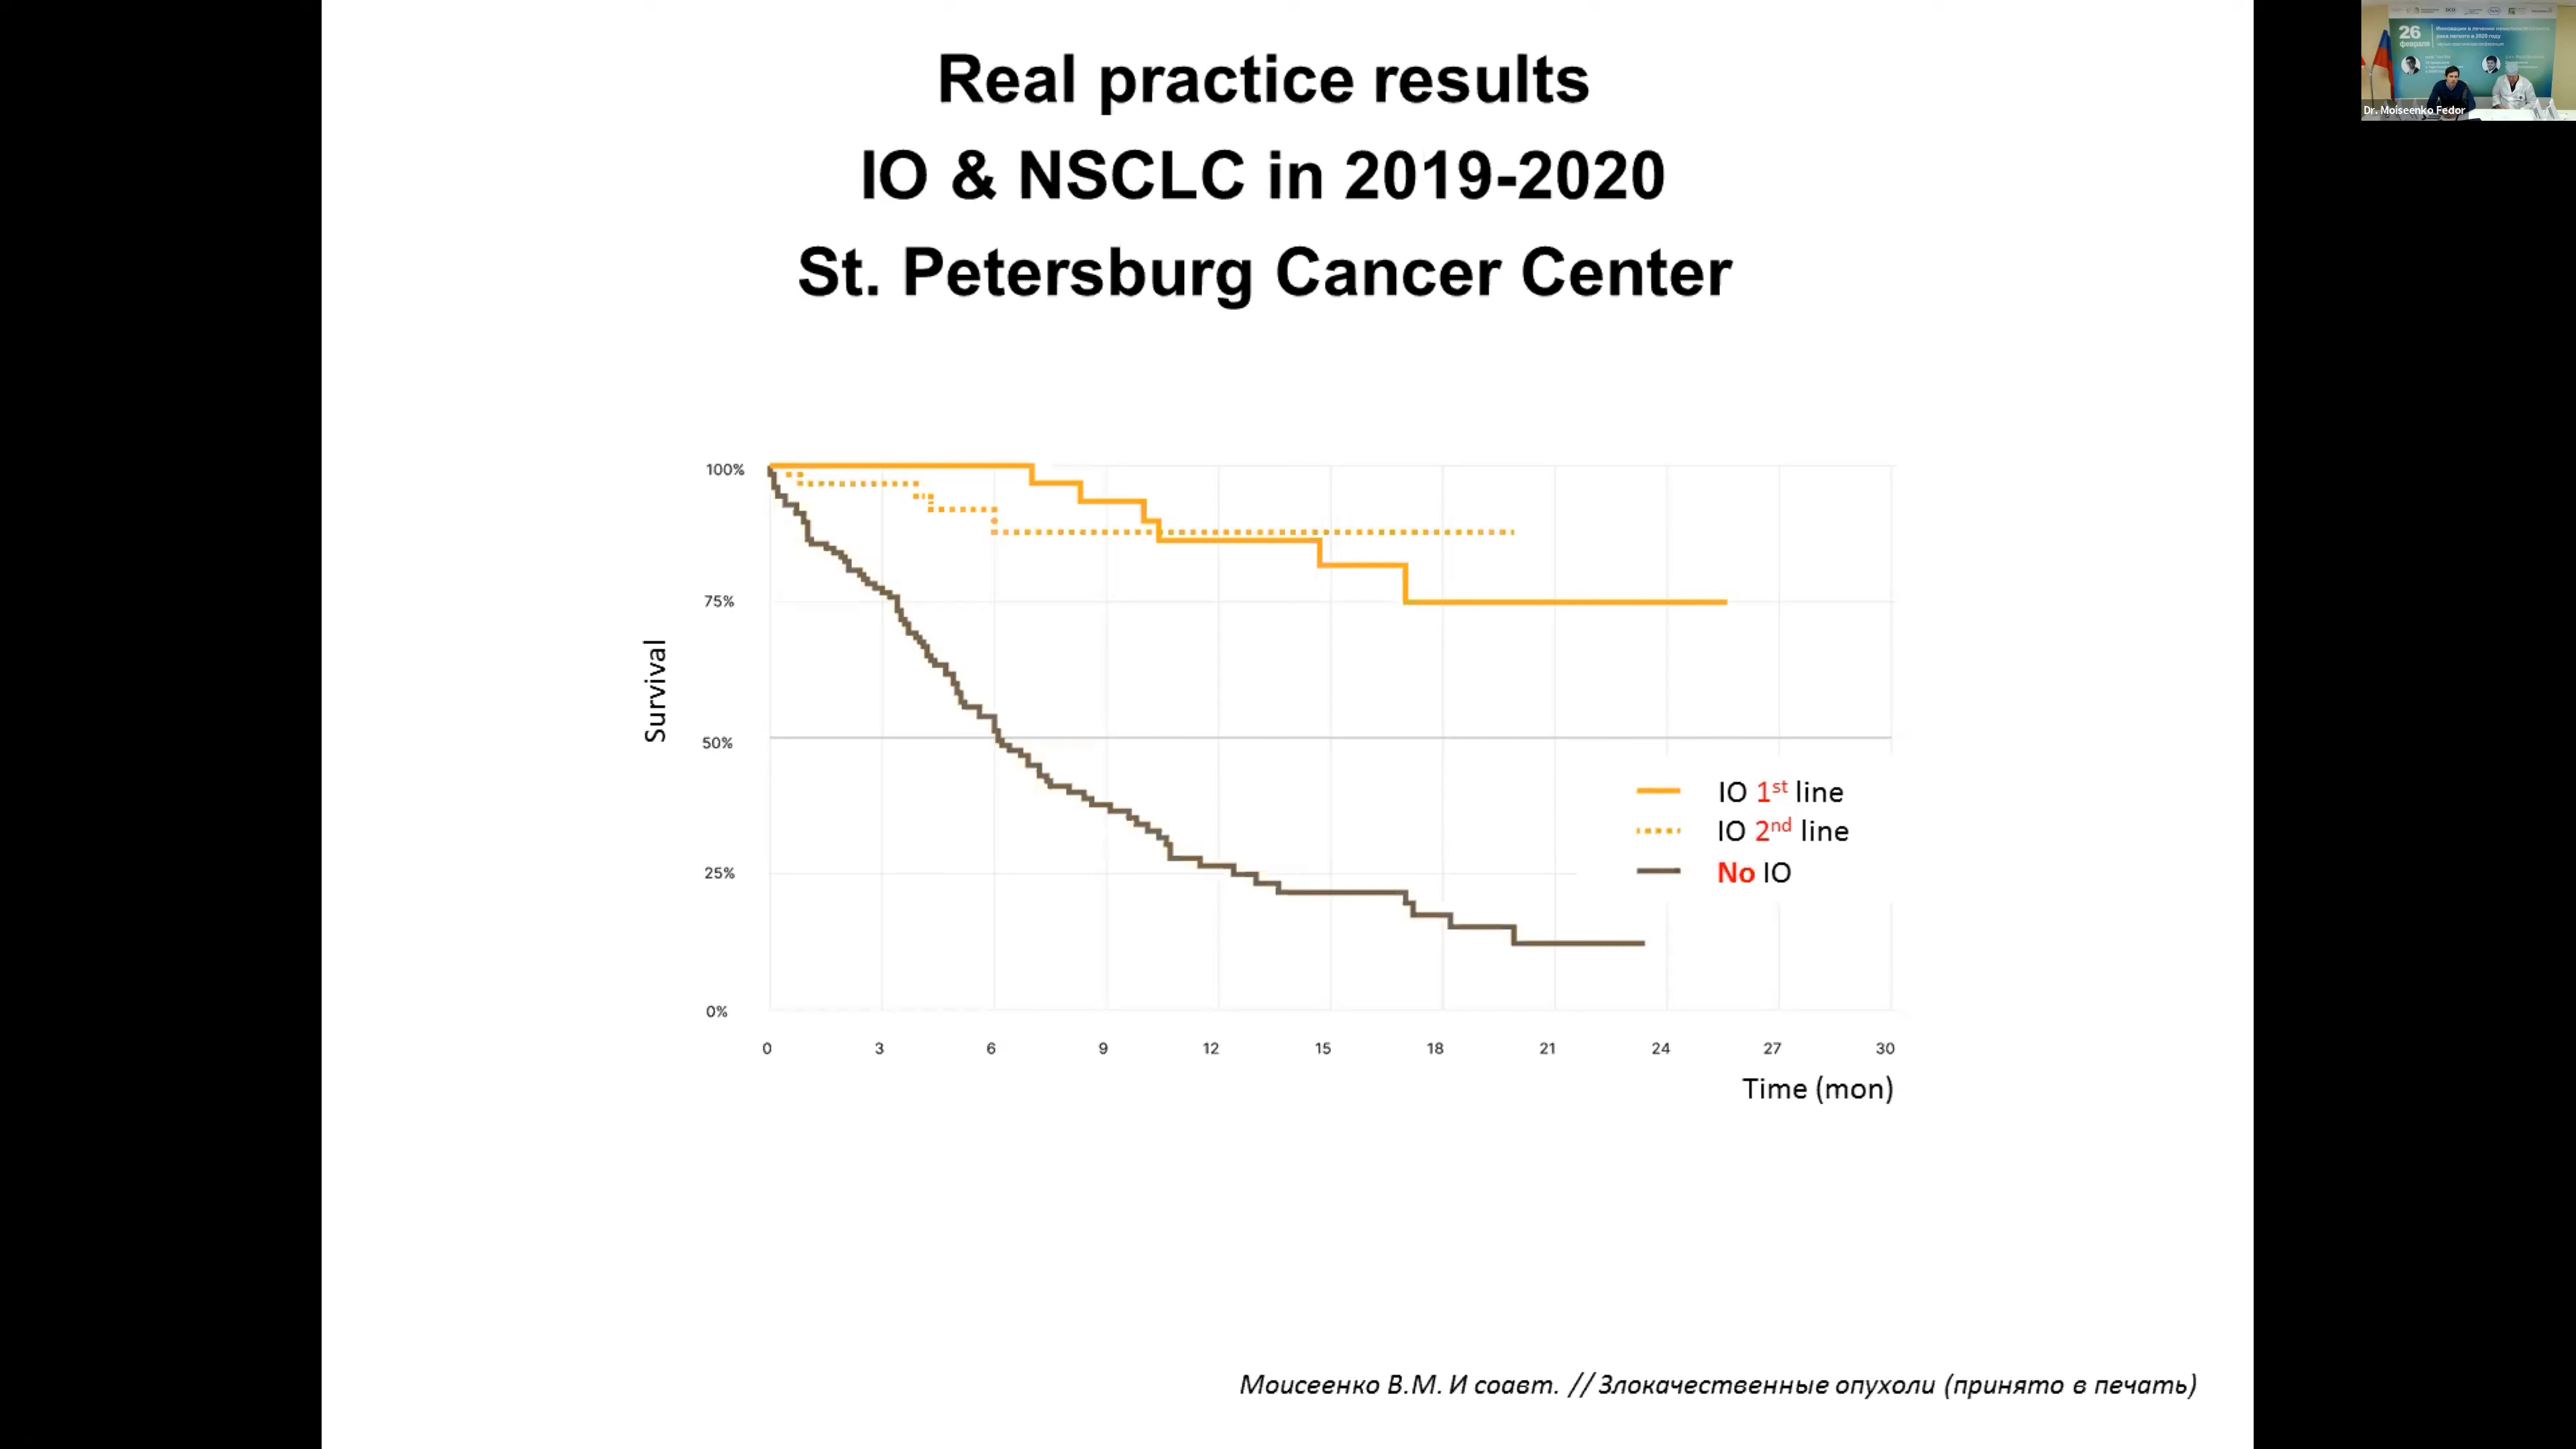 Real practice results
IO & NSCLC in 2019-2020
St. Petersburg Cancer Center
26
февраля
Dr. Moiseenko Fedor
100%
75%
50%
25%
0%
Survival
IO 1st line
IO 2nd line
No IO
0 3 6 9 12 15 18 21 24 27 30
Time (mon)
Моисеенко В.М. И соавт. // Злокачественные опухоли (принято в печать)